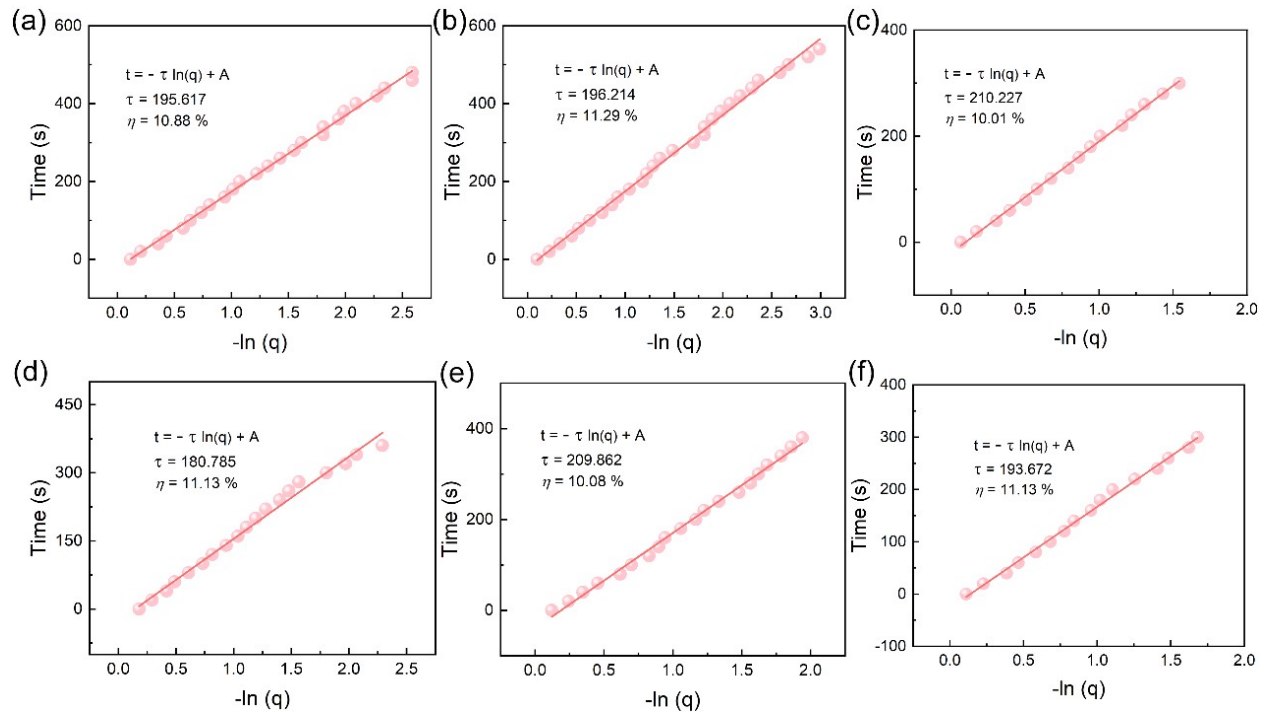 (a)
600
400
200
0
Time (s)
t = - τ ln(q) + A
τ = 195.617
η = 10.88 %
0.0 0.5 1.0 1.5 2.0 2.5
-ln (q)
(b)
600
400
200
0
Time (s)
t = - τ ln(q) + A
τ = 196.214
η = 11.29 %
0.0 0.5 1.0 1.5 2.0 2.5 3.0
-ln (q)
(c)
400
200
0
Time (s)
t = - τ ln(q) + A
τ = 210.227
η = 10.01 %
0.0 0.5 1.0 1.5 2.0
-ln (q)
(d)
450
300
150
0
Time (s)
t = - τ ln(q) + A
τ = 180.785
η = 11.13 %
0.0 0.5 1.0 1.5 2.0 2.5
-ln (q)
(e)
400
200
0
Time (s)
t = - τ ln(q) + A
τ = 209.862
η = 10.08 %
0.0 0.5 1.0 1.5 2.0
-ln (q)
(f)
400
300
200
100
0
-100
Time (s)
t = - τ ln(q) + A
τ = 193.672
η = 11.13 %
0.0 0.5 1.0 1.5 2.0
-ln (q)